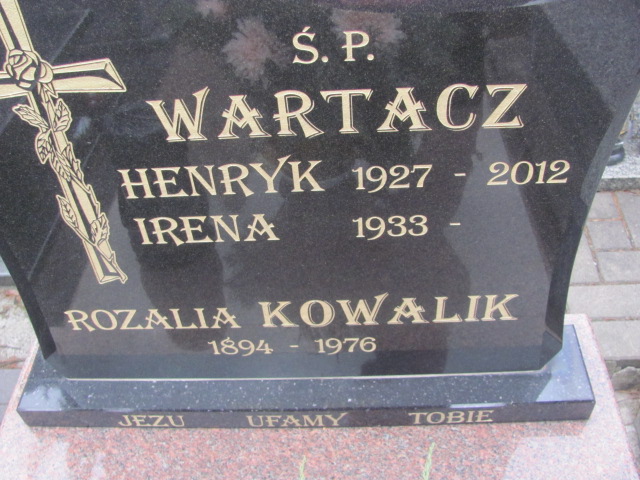 Ś. P.
WARTACZ
HENRYK 1927 - 2012
IRENA 1933 -
ROZALIA KOWALIK
1894 - 1976
JEZU UFAMY TOBIE